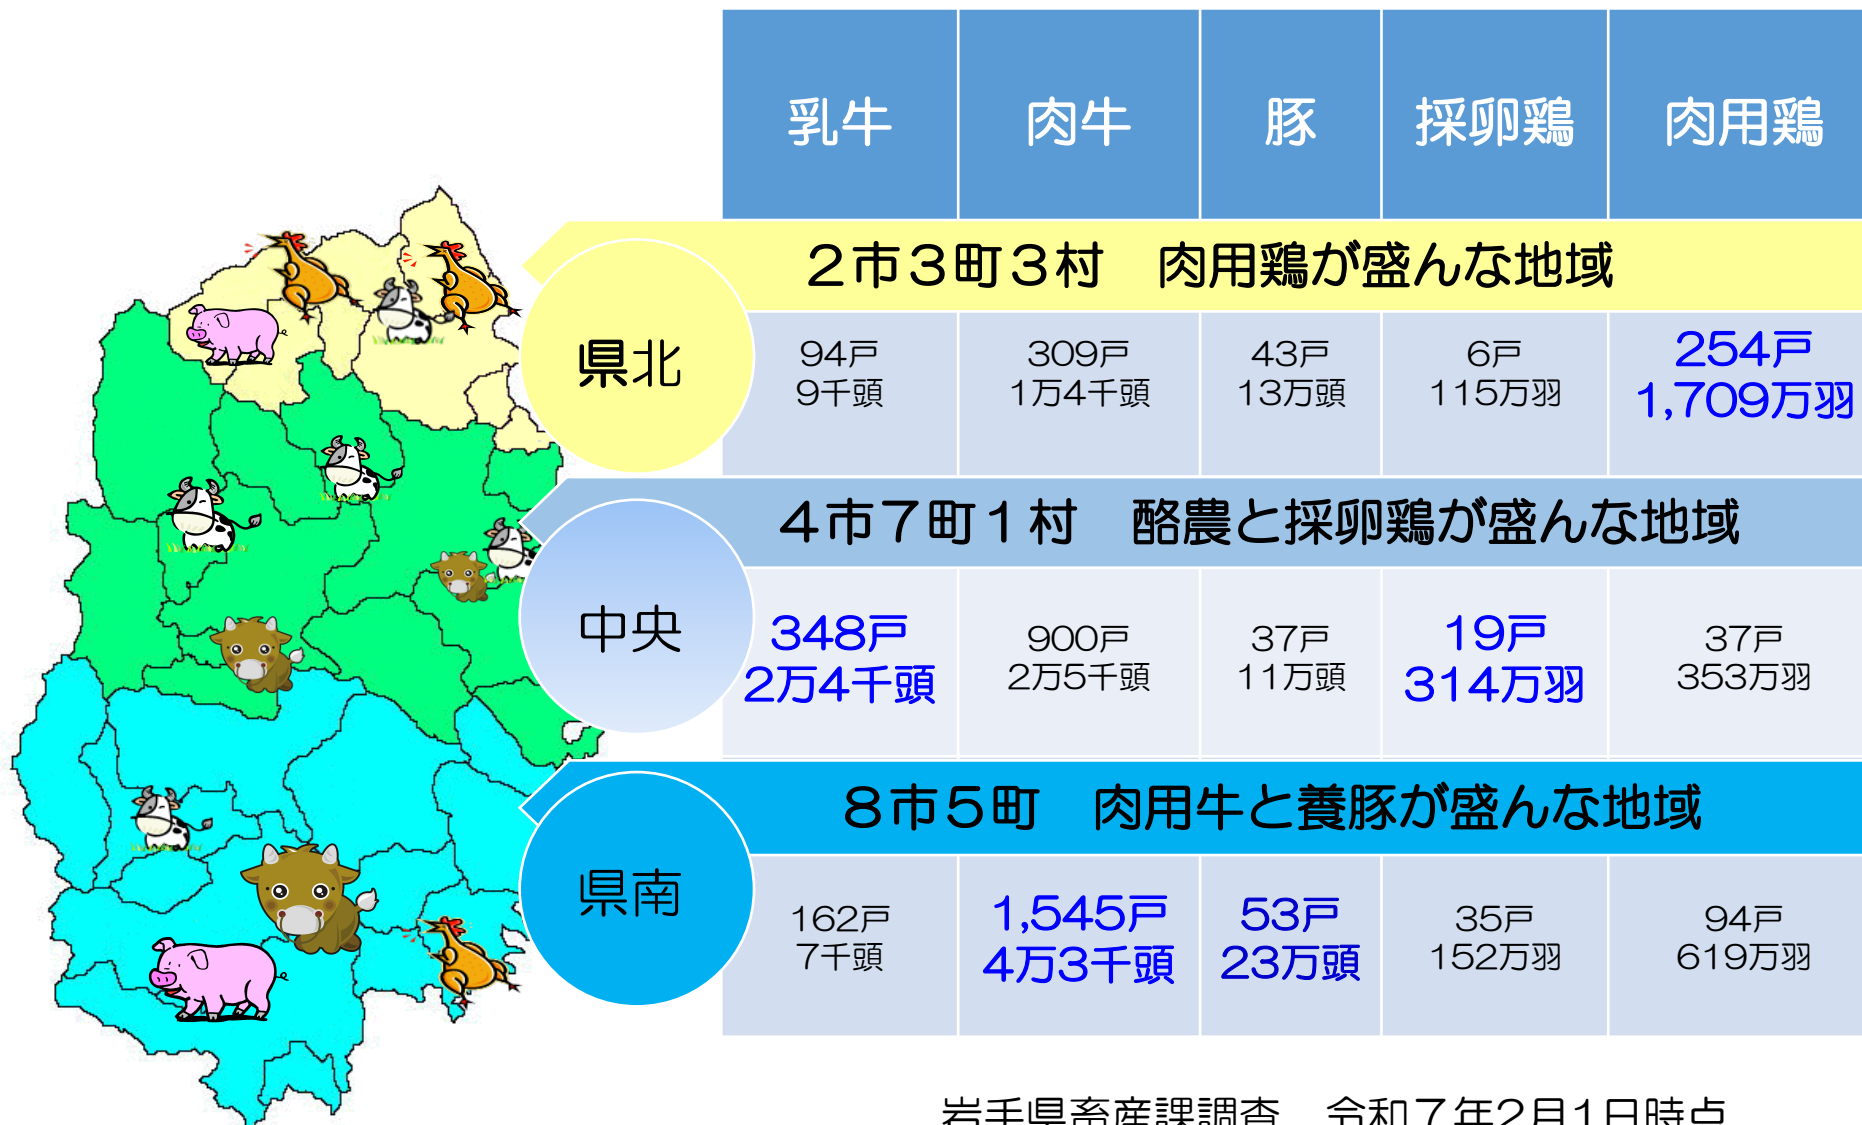 乳牛 肉牛 豚 採卵鶏 肉用鶏
２市３町３村　肉用鶏が盛んな地域
県北
94戸 309戸 43戸 6戸 254戸
9千頭 1万4千頭 13万頭 115万羽 1,709万羽
４市７町１村　酪農と採卵鶏が盛んな地域
中央
348戸 900戸 37戸 19戸 37戸
2万4千頭 2万5千頭 11万頭 314万羽 353万羽
８市５町　肉用牛と養豚が盛んな地域
県南
162戸 1,545戸 53戸 35戸 94戸
7千頭 4万3千頭 23万頭 152万羽 619万羽
岩手県畜産課調査　令和７年2月1日時点